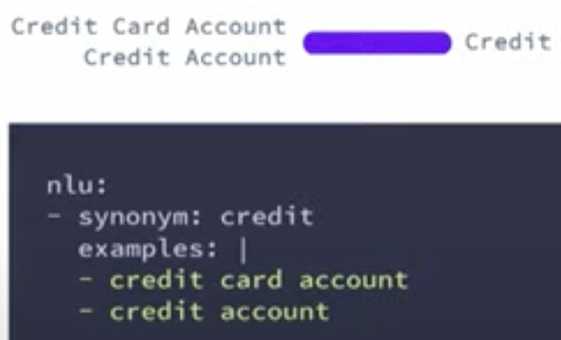 Credit Card Account
Credit Account
Credit
nlu:
- synonym: credit
  examples: |
  - credit card account
  - credit account